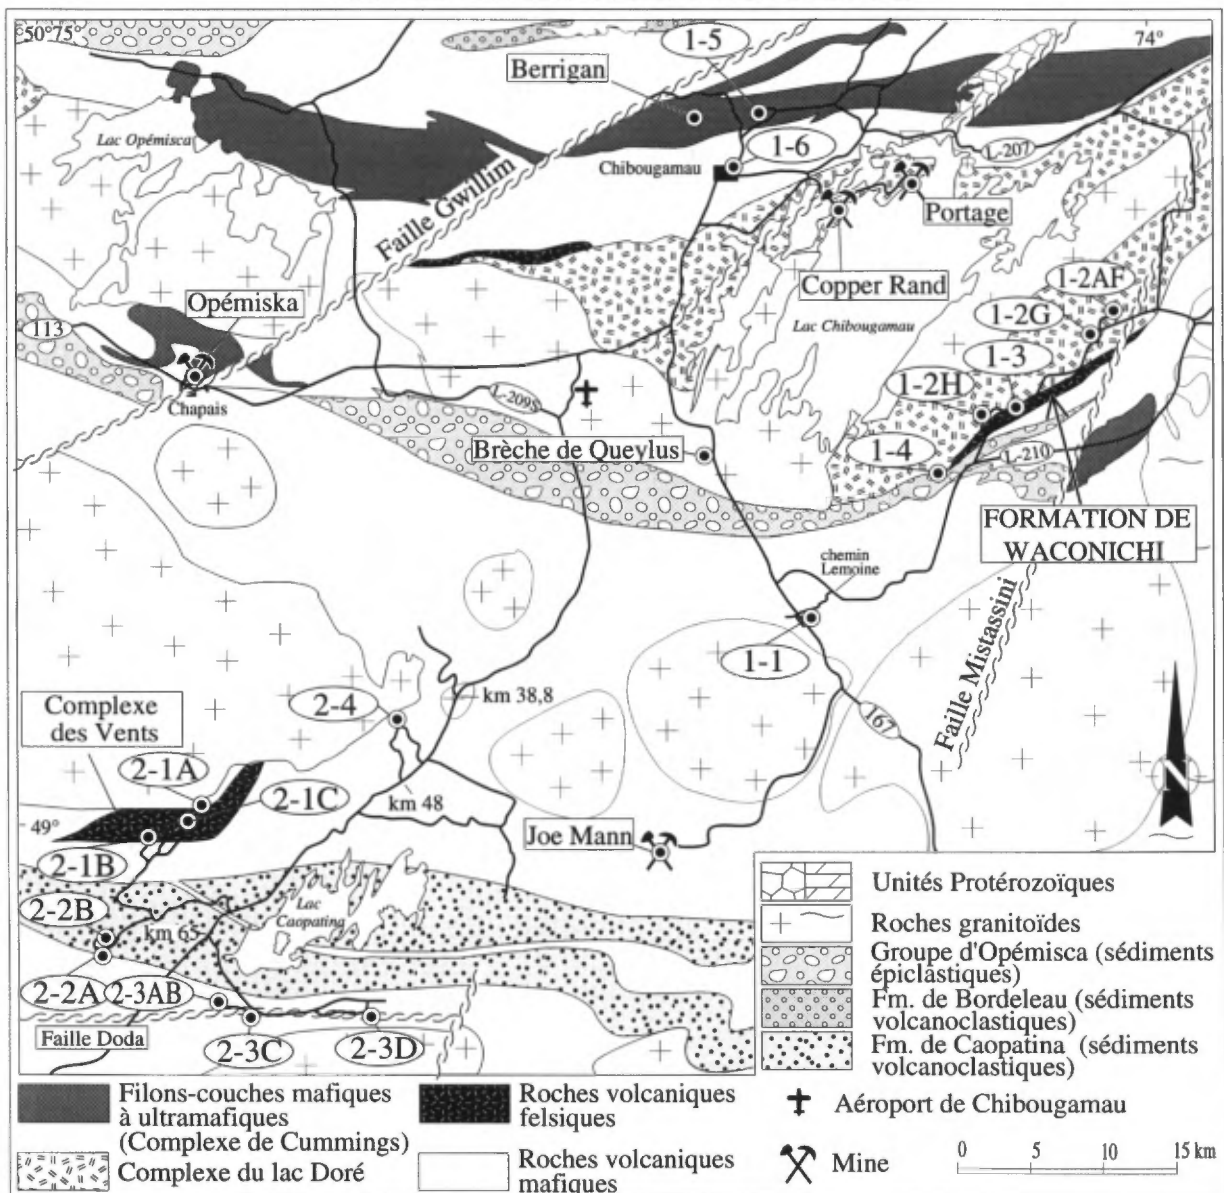 50°75°
74°
1-5
Berrigan
Lac Opémisca
1-6
Chibougamau
L-207
Faille Gwillim
Portage
Copper Rand
Opémiska
Lac Chibougamau
1-2AF
1-2G
113
1-3
1-2H
Chapais
L-209S
Brèche de Queylus
1-4
L-210
FORMATION DE
WACONICHI
chemin
Lemoine
Faille Mistassini
1-1
2-4
km 38,8
167
Complexe
des Vents
N
2-1A
2-1C
49°
km 48
Joe Mann
2-1B
2-2B
Lac
Caopatina
km 65
2-2A
2-3AB
Faille Doda
2-3C
2-3D
Unités Protérozoïques
Roches granitoïdes
Groupe d'Opémisca (sédiments
épiclastiques)
Fm. de Bordeleau (sédiments
volcanoclastiques)
Fm. de Caopatina (sédiments
volcanoclastiques)
Filons-couches mafiques
à ultramafiques
(Complexe de Cummings)
Complexe du lac Doré
Roches volcaniques
felsiques
Roches volcaniques
mafiques
Aéroport de Chibougamau
Mine
0 5 10 15 km